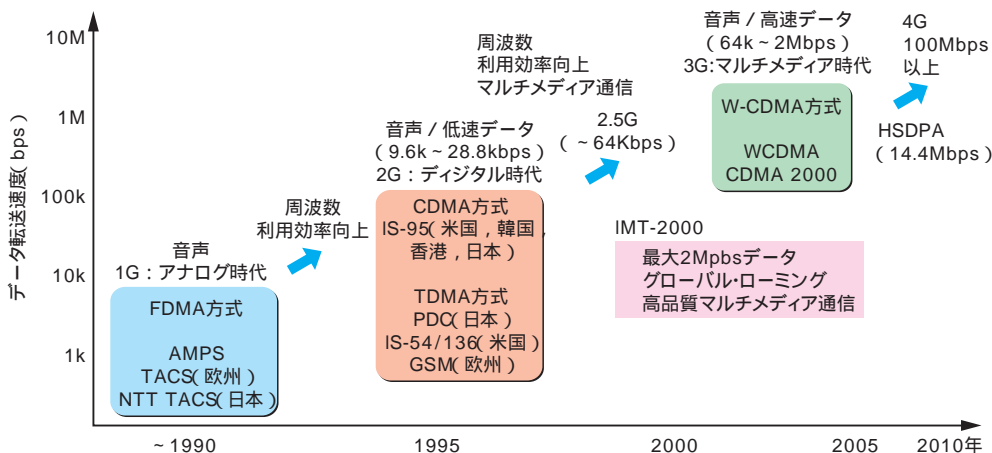 データ転送速度(bps)
10M
1M
100k
10k
1k
音声
1G:アナログ時代
FDMA方式
AMPS
TACS(欧州)
NTT TACS(日本)
周波数
利用効率向上
音声/低速データ
(9.6k~28.8kbps)
2G:ディジタル時代
CDMA方式
IS-95(米国,韓国,
香港,日本)
TDMA方式
PDC(日本)
IS-54/136(米国)
GSM(欧州)
周波数
利用効率向上
マルチメディア通信
2.5G
(~64Kbps)
音声/高速データ
(64k~2Mbps)
3G:マルチメディア時代
W-CDMA方式
WCDMA
CDMA 2000
4G
100Mbps
以上
HSDPA
(14.4Mbps)
IMT-2000
最大2Mpbsデータ
グローバル・ローミング
高品質マルチメディア通信
~1990
1995
2000
2005
2010年